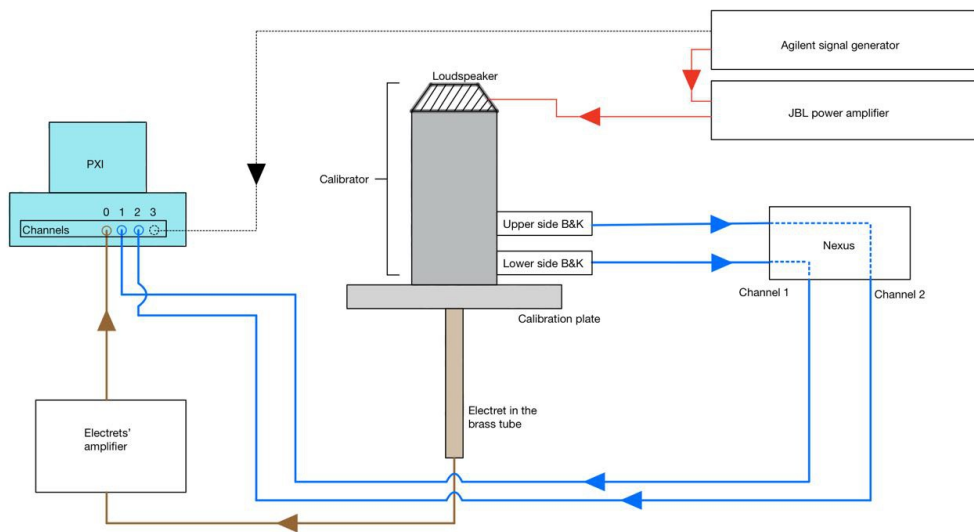 Agilent signal generator
Loudspeaker
JBL power amplifier
PXI
Calibrator
0 1 2 3
Channels
Upper side B&K
Nexus
Lower side B&K
Channel 1
Channel 2
Calibration plate
Electret in the
brass tube
Electrets'
amplifier